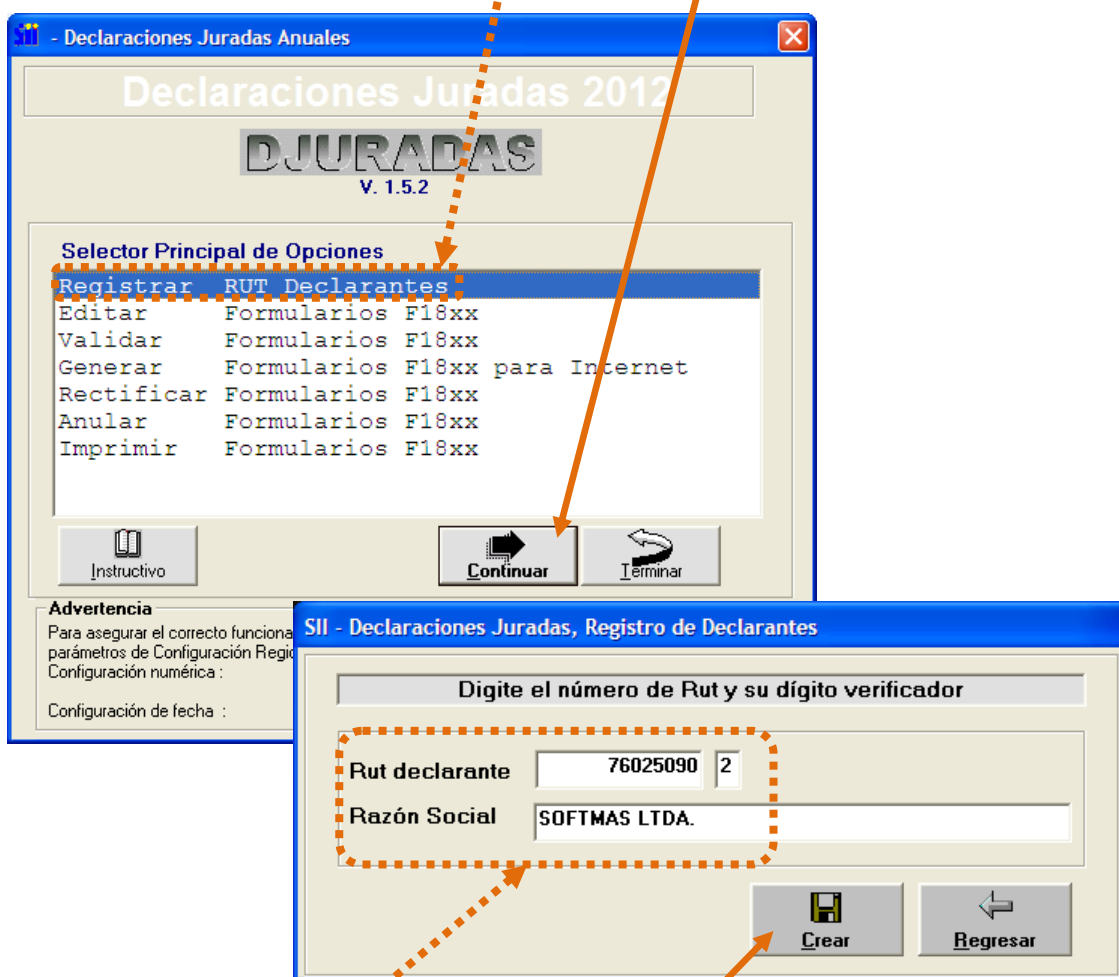 SII - Declaraciones Juradas Anuales
Declaraciones Juradas 2012
DJURADAS
V. 1.5.2
Selector Principal de Opciones
Registrar RUT Declarantes
Editar Formularios F18xx
Validar Formularios F18xx
Generar Formularios F18xx para Internet
Rectificar Formularios F18xx
Anular Formularios F18xx
Imprimir Formularios F18xx
Instructivo
Continuar
Terminar
Advertencia
Para asegurar el correcto funciona
parámetros de Configuración Regio
Configuración numérica :
Configuración de fecha :
SII - Declaraciones Juradas, Registro de Declarantes
Digite el número de Rut y su dígito verificador
Rut declarante 76025090 2
Razón Social SOFTMAS LTDA.
Crear
Regresar